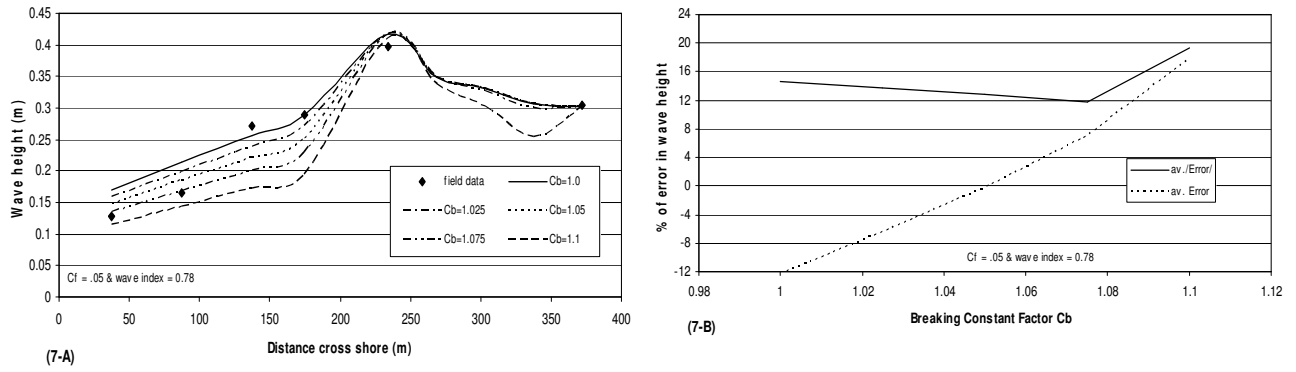 0.45
0.4
0.35
0.3
0.25
0.2
0.15
0.1
0.05
0
Wave height (m)
field data
Cb=1.0
Cb=1.025
Cb=1.05
Cb=1.075
Cb=1.1
Cf = .05 & wave index = 0.78
0 50 100 150 200 250 300 350 400
Distance cross shore (m)
(7-A)
24
20
16
12
8
4
0
-4
-8
-12
% of error in wave height
av./Error/
av. Error
Cf = .05 & wave index = 0.78
0.98 1 1.02 1.04 1.06 1.08 1.1 1.12
Breaking Constant Factor Cb
(7-B)